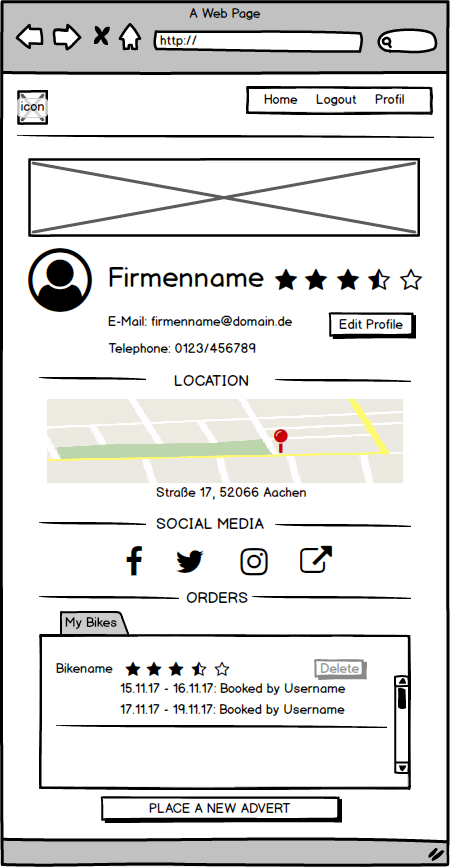 A Web Page
http://
icon
Home Logout Profil
Firmenname
E-Mail: firmenname@domain.de
Edit Profile
Telephone: 0123/456789
LOCATION
Straße 17, 52066 Aachen
SOCIAL MEDIA
ORDERS
My Bikes
Bikename
Delete
15.11.17 - 16.11.17: Booked by Username
17.11.17 - 19.11.17: Booked by Username
PLACE A NEW ADVERT